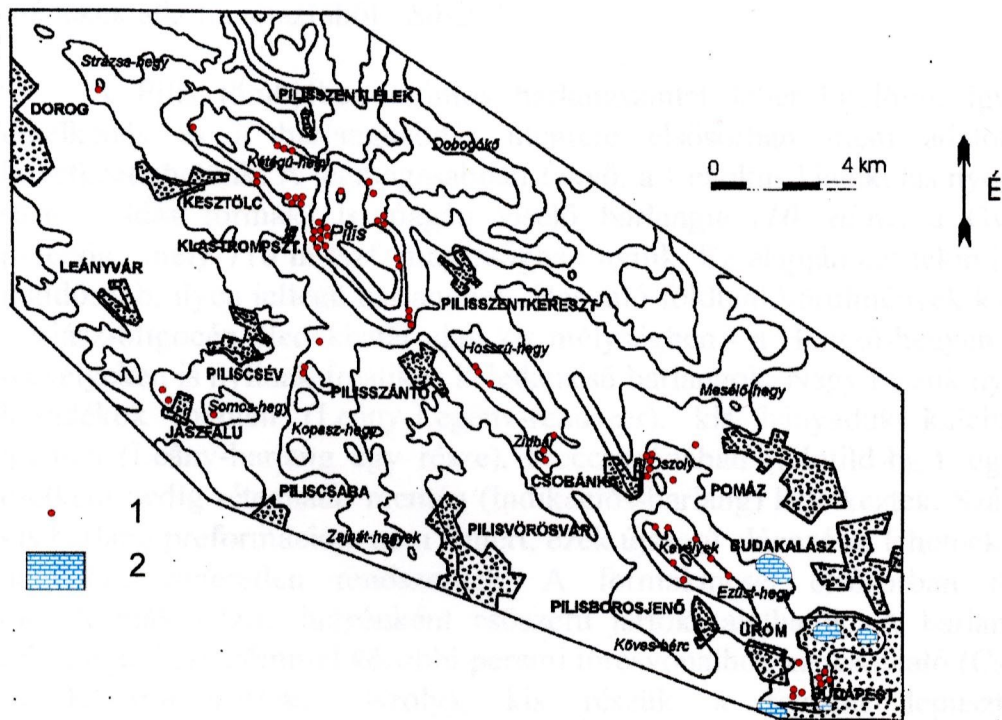 Strázsa-hegy
DOROG
PILISSZENTLÉLEK
Dobogókő
Kétágú-hegy
0 4 km
É
KESZTÖLC
Pilis
KLASTROMPSZT.
LEÁNYVÁR
PILISSZENTKERESZT
Hosszú-hegy
PILISCSÉV
PILISSZÁNTÓ
Mesélő-hegy
Somos-hegy
JÁSZFALU
Kopasz-hegy
Ziribár
Oszoly
CSOBÁNKA
POMÁZ
PILISCSABA
1
PILISVÖRÖSVÁR
Zajnát-hegyek
Kevélyek
BUDAKALÁSZ
2
Ezüst-hegy
PILISBOROSJENŐ
ÜRÖM
Köves-bérc
BUDAPEST